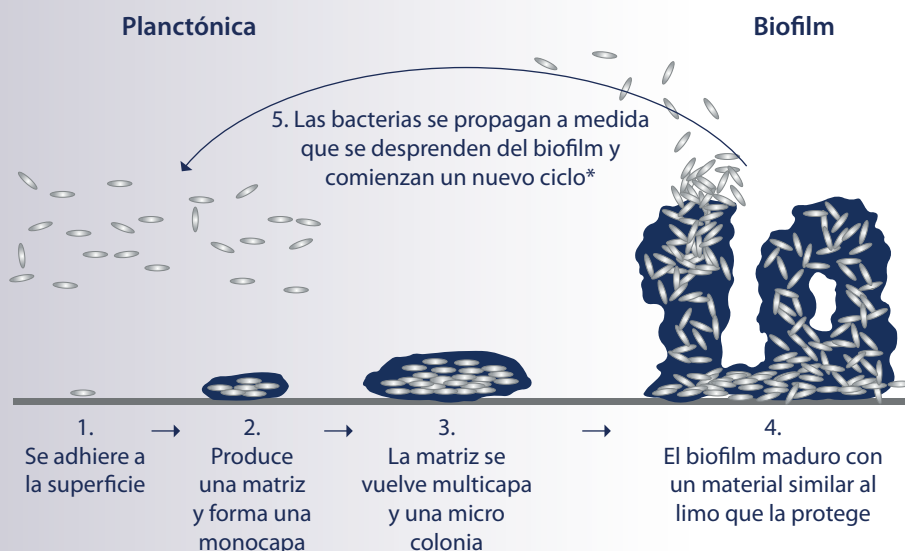 Planctónica
Biofilm
5. Las bacterias se propagan a medida
que se desprenden del biofilm y
comienzan un nuevo ciclo*
1.
Se adhiere a
la superficie
2.
Produce
una matriz
y forma una
monocapa
3.
La matriz se
vuelve multicapa
y una micro
colonia
4.
El biofilm maduro con
un material similar al
limo que la protege